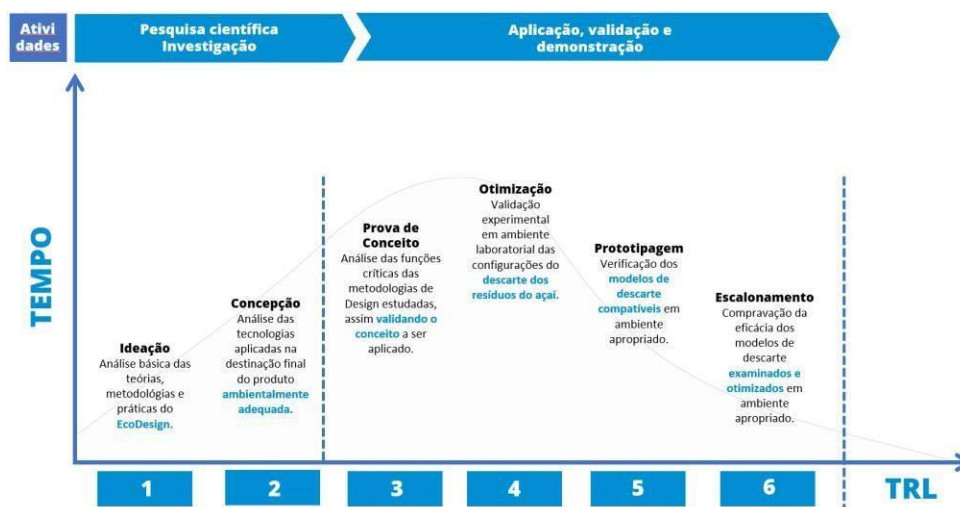 Ativi
dades
Pesquisa científica
Investigação
Aplicação, validação e
demonstração
TEMPO
Ideação
Análise básica das
teórias,
metodológias e
práticas do
EcoDesign.
Concepção
Análise das
tecnologias
aplicadas na
destinação final
do produto
ambientalmente
adequada.
Prova de
Conceito
Análise das funções
críticas das
metodologias de
Design estudadas,
assim validando o
conceito a ser
aplicado.
Otimização
Validação
experimental
em ambiente
laboratorial das
configurações do
descarte dos
resíduos do açaí.
Prototipagem
Verificação dos
modelos de
descarte
compatíveis em
ambiente
apropriado.
Escalonamento
Compravação da
eficácia dos
modelos de
descarte
examinados e
otimizados em
ambiente
apropriado.
1
2
3
4
5
6
TRL